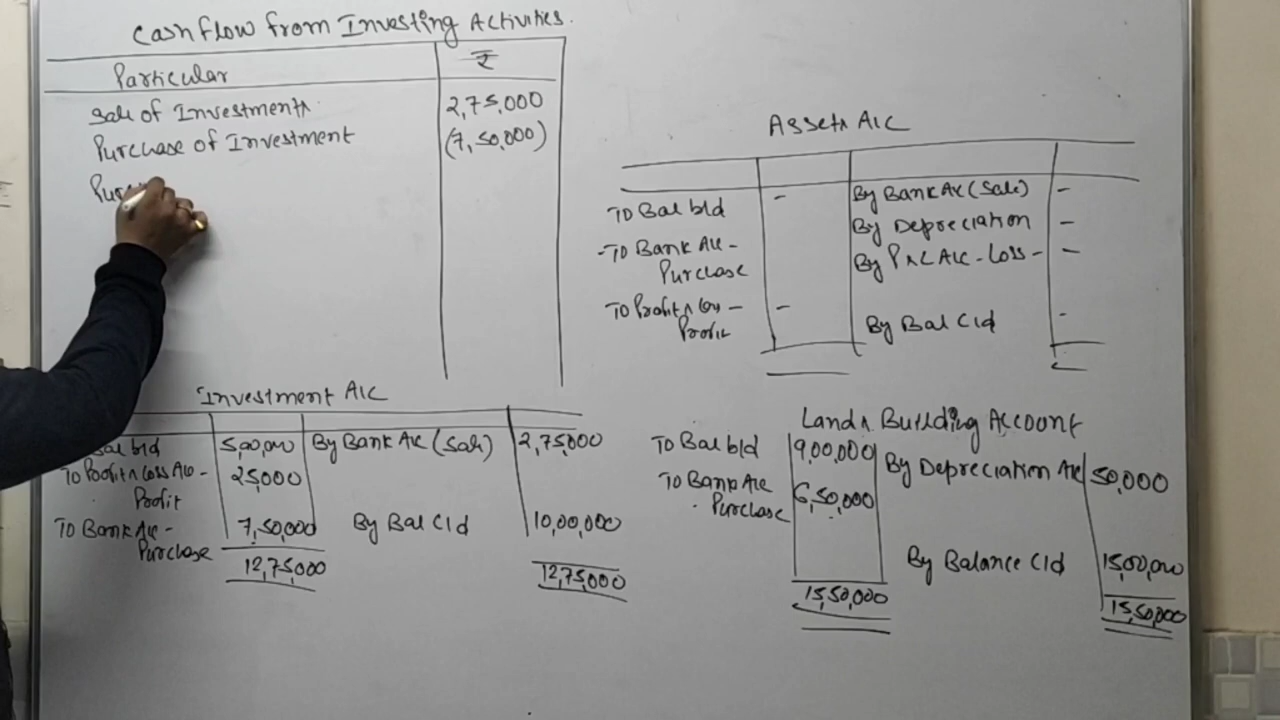 Cash flow from Investing Activities.
Particular ₹
Sale of Investments 2,75,000
Purchase of Investment (7,50,000)
Pur
Assets A/C
To Bal b/d - By Bank A/C (Sale) -
By Depreciation -
- To Bank A/c - Purchase
By P & L A/C - Loss - -
To Profit & Loss - Profit -
By Bal C/d -
Investment A/C
Bal b/d 5,00,000 By Bank A/C (Sale) 2,75,000
To Profit & Loss A/c - Profit 25,000
To Bank A/c - Purchase 7,50,000 By Bal C/d 10,00,000
12,75,000 12,75,000
Land & Building Account
To Bal b/d 9,00,000 By Depreciation A/c 50,000
To Bank A/c Purchase 6,50,000
By Balance C/d 15,00,000
15,50,000 15,50,000